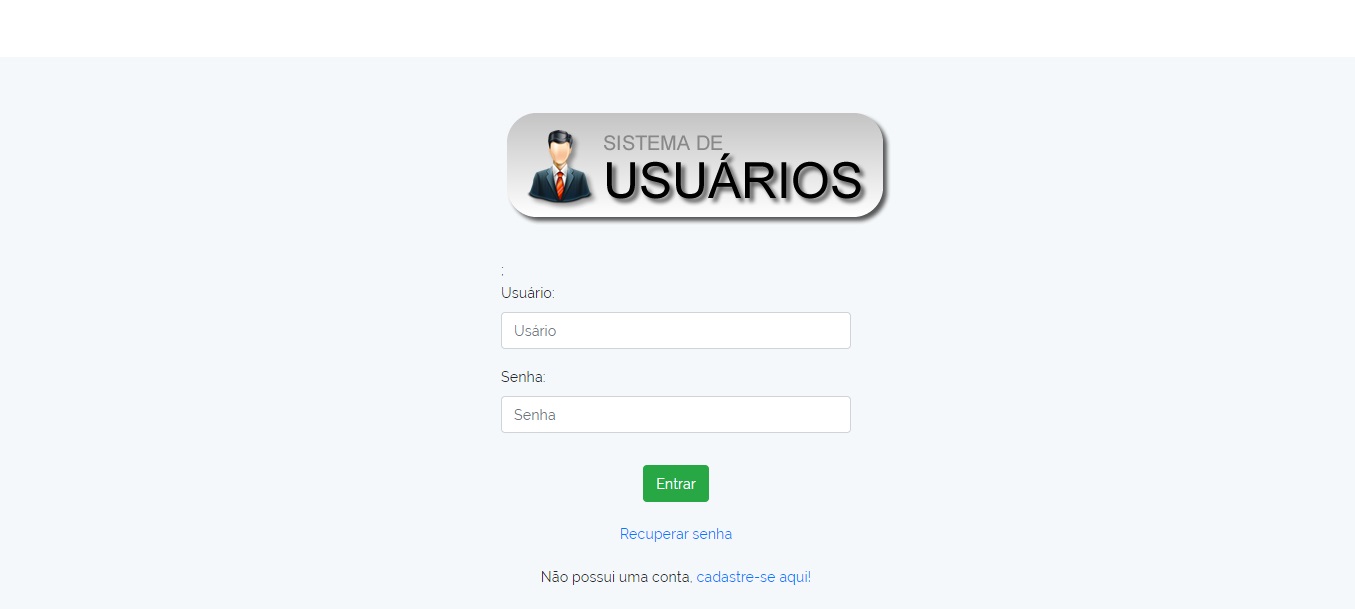 SISTEMA DE
USUÁRIOS
:
Usuário:
Usário
Senha:
Senha
Entrar
Recuperar senha
Não possui uma conta, cadastre-se aqui!